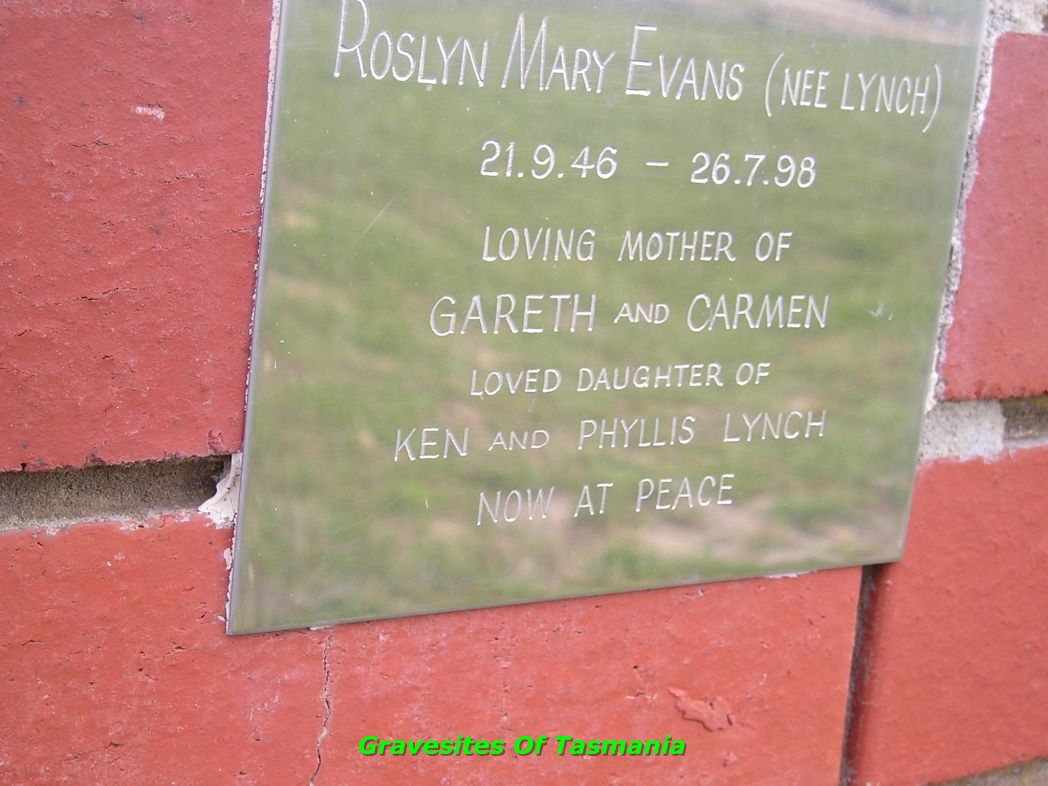 Roslyn Mary Evans (nee Lynch)
21.9.46 – 26.7.98
LOVING MOTHER OF
GARETH AND CARMEN
LOVED DAUGHTER OF
KEN AND PHYLLIS LYNCH
NOW AT PEACE
Gravesites Of Tasmania